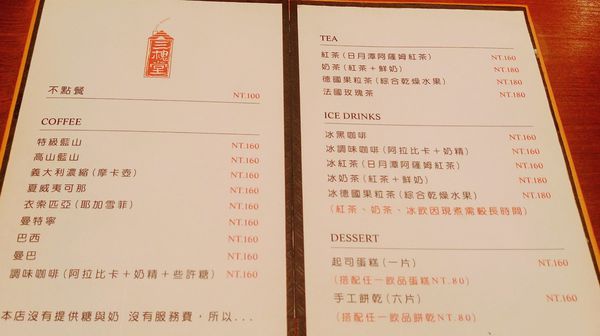 二樓堂
不點餐 NT.100
COFFEE
特級藍山 NT.160
高山藍山 NT.160
義大利濃縮(摩卡壺) NT.160
夏威夷可那 NT.160
衣索匹亞(耶加雪菲) NT.160
曼特寧 NT.160
巴西 NT.160
曼巴 NT.160
調味咖啡(阿拉比卡+奶精+些許糖) NT.160
本店沒有提供糖與奶 沒有服務費,所以...
TEA
紅茶(日月潭阿薩姆紅茶) NT.160
奶茶(紅茶+鮮奶) NT.180
德國果粒茶(綜合乾燥水果) NT.180
法國玫瑰茶 NT.180
ICE DRINKS
冰黑咖啡 NT.160
冰調味咖啡(阿拉比卡+奶精) NT.160
冰紅茶(日月潭阿薩姆紅茶) NT.160
冰奶茶(紅茶+鮮奶) NT.180
冰德國果粒茶(綜合乾燥水果) NT.180
(紅茶、奶茶、冰飲因現煮需較長時間)
DESSERT
起司蛋糕(一片) NT.160
(搭配任一飲品蛋糕NT.80)
手工餅乾(六片) NT.160
(搭配任一飲品餅乾NT.80)